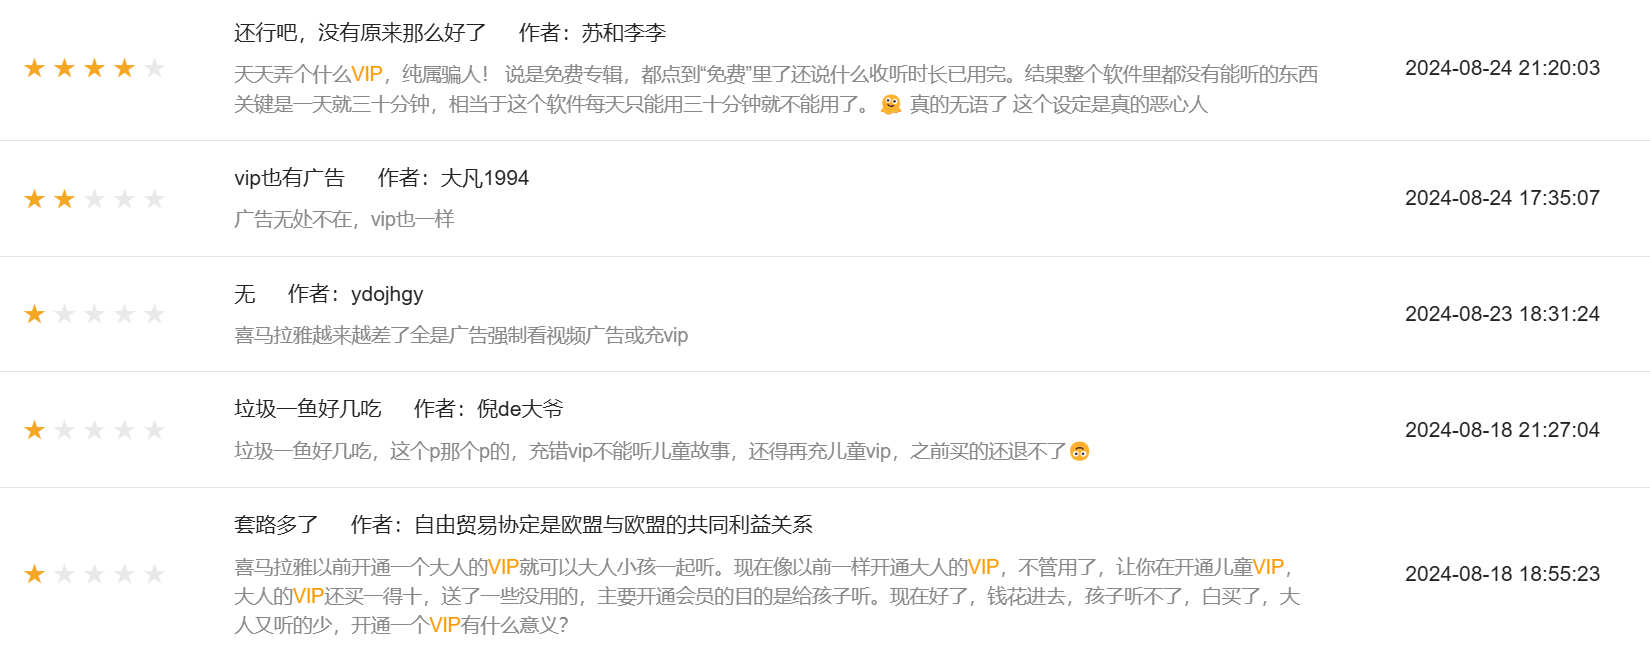 还行吧，没有原来那么好了 作者：苏和李李
天天弄个什么VIP，纯属骗人！ 说是免费专辑，都点到“免费”里了还说什么收听时长已用完。结果整个软件里都没有能听的东西
关键是一天就三十分钟，相当于这个软件每天只能用三十分钟就不能用了。🫠 真的无语了 这个设定是真的恶心人
2024-08-24 21:20:03
vip也有广告 作者：大凡1994
广告无处不在，vip也一样
2024-08-24 17:35:07
无 作者：ydojhgy
喜马拉雅越来越差了全是广告强制看视频广告或充vip
2024-08-23 18:31:24
垃圾一鱼好几吃 作者：倪de大爷
垃圾一鱼好几吃，这个p那个p的，充错vip不能听儿童故事，还得再充儿童vip，之前买的还退不了🙃
2024-08-18 21:27:04
套路多了 作者：自由贸易协定是欧盟与欧盟的共同利益关系
喜马拉雅以前开通一个大人的VIP就可以大人小孩一起听。现在像以前一样开通大人的VIP，不管用了，让你在开通儿童VIP，
大人的VIP还买一得十，送了一些没用的，主要开通会员的目的是给孩子听。现在好了，钱花进去，孩子听不了，白买了，大
人又听的少，开通一个VIP有什么意义？
2024-08-18 18:55:23